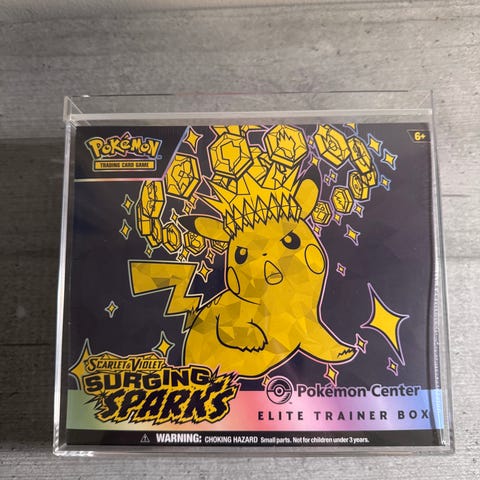 POKéMON
TRADING CARD GAME
6+
SCARLET & VIOLET
SURGING
SPARKS
Pokémon Center
ELITE TRAINER BOX
WARNING: CHOKING HAZARD Small parts. Not for children under 3 years.